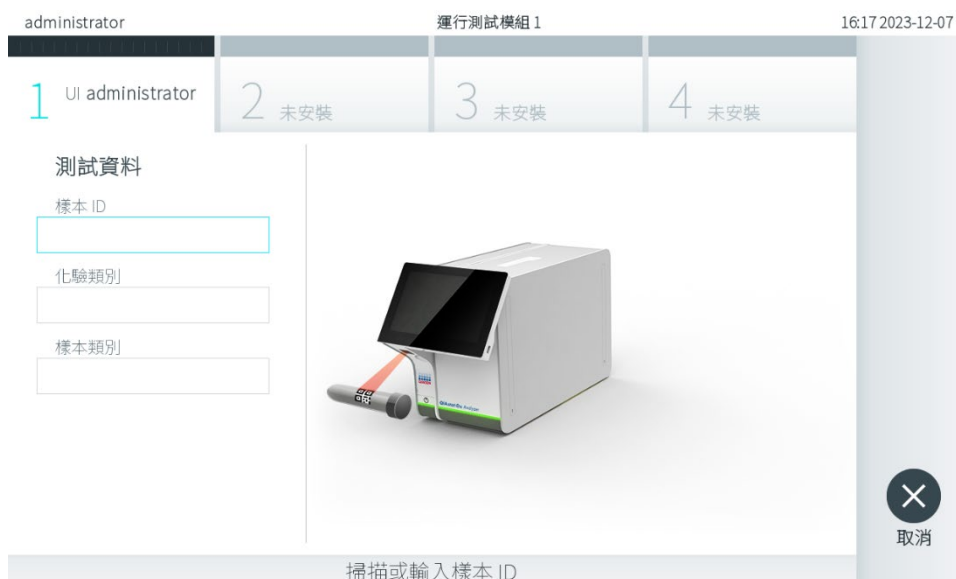 administrator
運行測試模組 1
16:17 2023-12-07
1 UI administrator
2 未安裝
3 未安裝
4 未安裝
測試資料
樣本 ID
化驗類別
樣本類別
取消
掃描或輸入樣本 ID